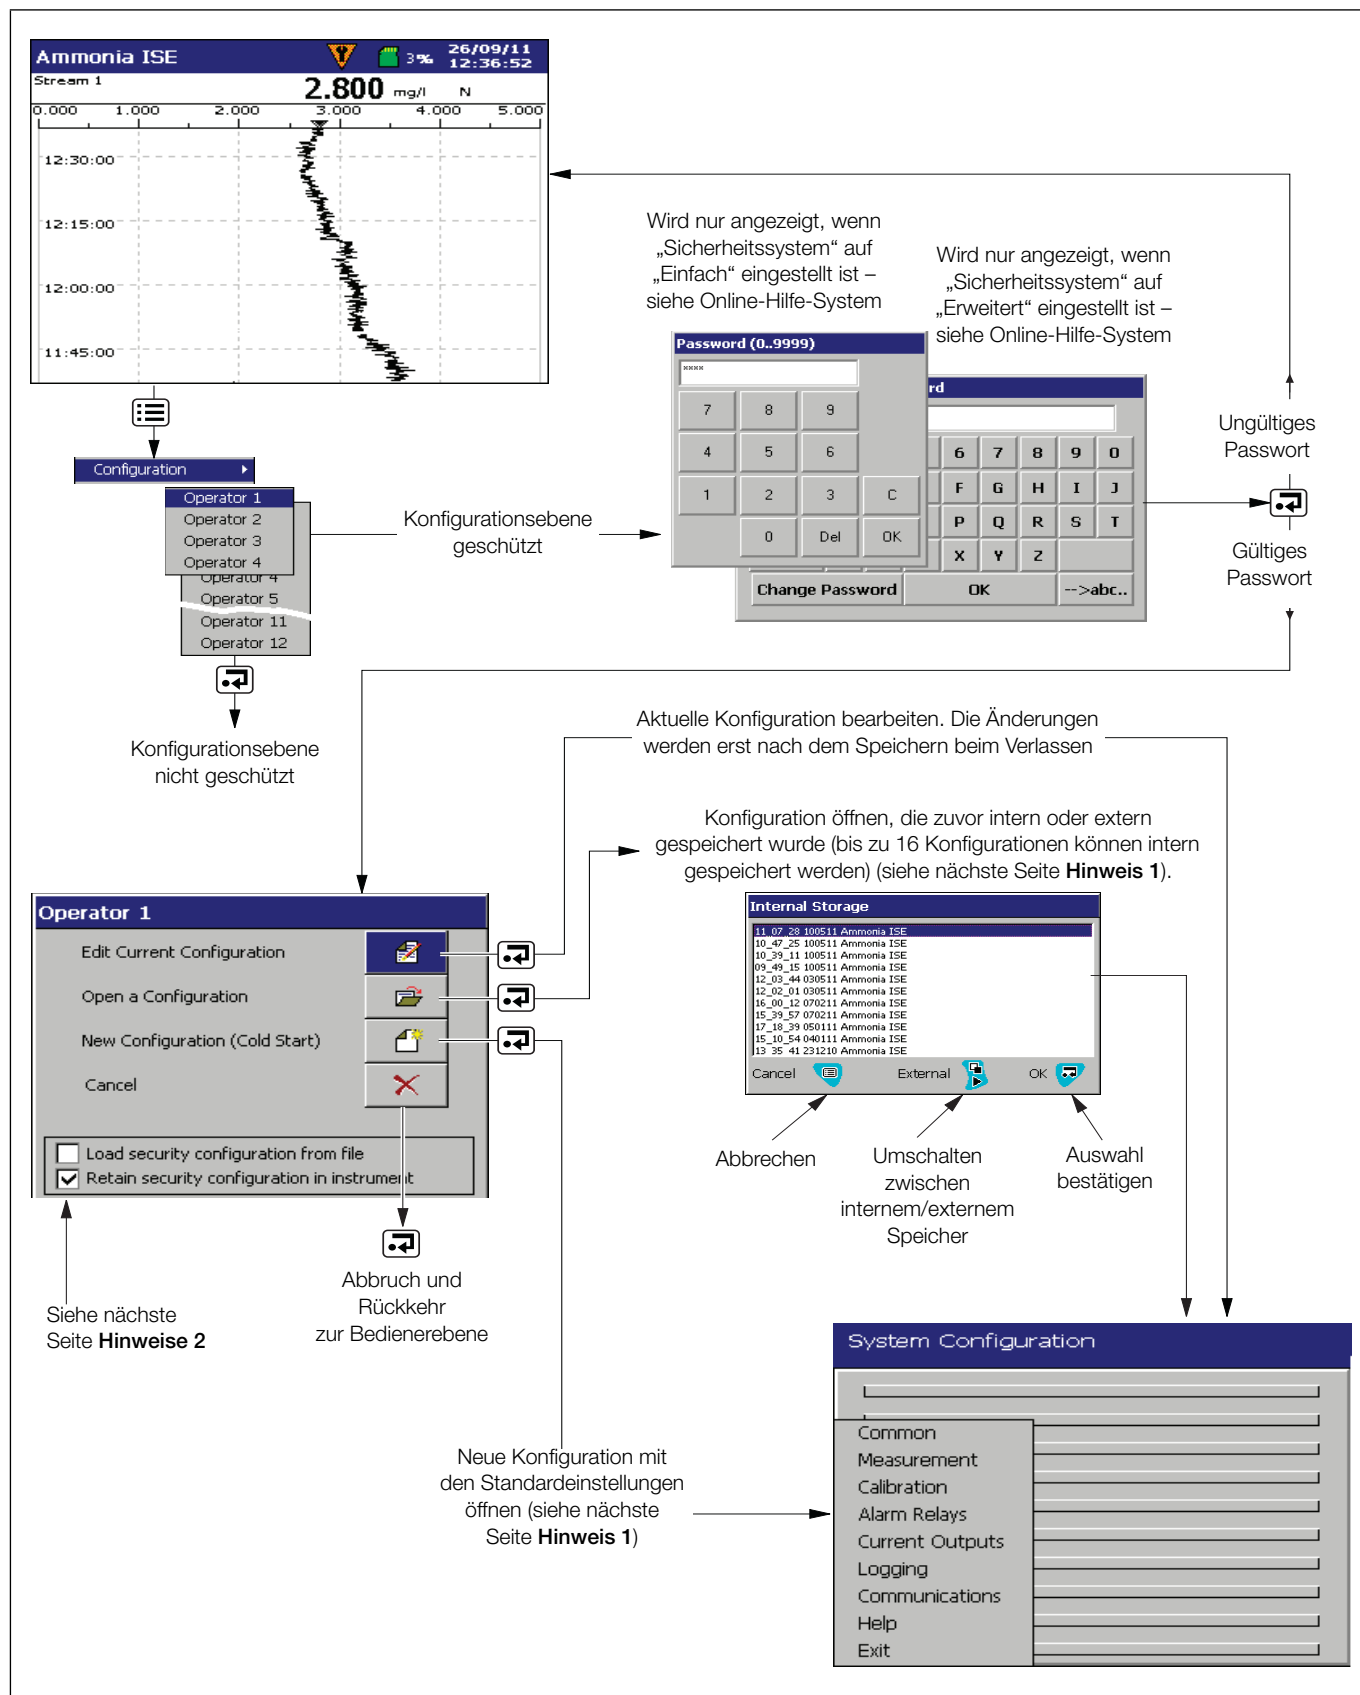 Ammonia ISE
3%
26/09/11
12:36:52
Stream 1
2.800 mg/l N
0.000 1.000 2.000 3.000 4.000 5.000
12:30:00
12:15:00
12:00:00
11:45:00
Wird nur angezeigt, wenn
„Sicherheitssystem“ auf
„Einfach“ eingestellt ist –
siehe Online-Hilfe-System
Wird nur angezeigt, wenn
„Sicherheitssystem“ auf
„Erweitert“ eingestellt ist –
siehe Online-Hilfe-System
Password (0..9999)
****
7 8 9
4 5 6
1 2 3 C
0 Del OK
rd
6 7 8 9 0
F G H I J
P Q R S T
X Y Z
Change Password OK -->abc..
Ungültiges
Passwort
Gültiges
Passwort
Configuration
Operator 1
Operator 2
Operator 3
Operator 4
Operator 4
Operator 5
Operator 11
Operator 12
Konfigurationsebene
geschützt
Konfigurationsebene
nicht geschützt
Aktuelle Konfiguration bearbeiten. Die Änderungen
werden erst nach dem Speichern beim Verlassen
Konfiguration öffnen, die zuvor intern oder extern
gespeichert wurde (bis zu 16 Konfigurationen können intern
gespeichert werden) (siehe nächste Seite Hinweis 1).
Operator 1
Edit Current Configuration
Open a Configuration
New Configuration (Cold Start)
Cancel
Load security configuration from file
Retain security configuration in instrument
Internal Storage
11_07_28 100511 Ammonia ISE
10_47_25 100511 Ammonia ISE
10_39_11 100511 Ammonia ISE
09_49_15 100511 Ammonia ISE
12_03_44 030511 Ammonia ISE
12_02_01 030511 Ammonia ISE
16_00_12 070211 Ammonia ISE
15_39_57 070211 Ammonia ISE
17_18_39 050111 Ammonia ISE
15_10_54 040111 Ammonia ISE
13_35_41 231210 Ammonia ISE
Cancel External OK
Abbrechen
Umschalten
zwischen
internem/externem
Speicher
Auswahl
bestätigen
Siehe nächste
Seite Hinweise 2
Abbruch und
Rückkehr
zur Bedienerebene
Neue Konfiguration mit
den Standardeinstellungen
öffnen (siehe nächste
Seite Hinweis 1)
System Configuration
Common
Measurement
Calibration
Alarm Relays
Current Outputs
Logging
Communications
Help
Exit